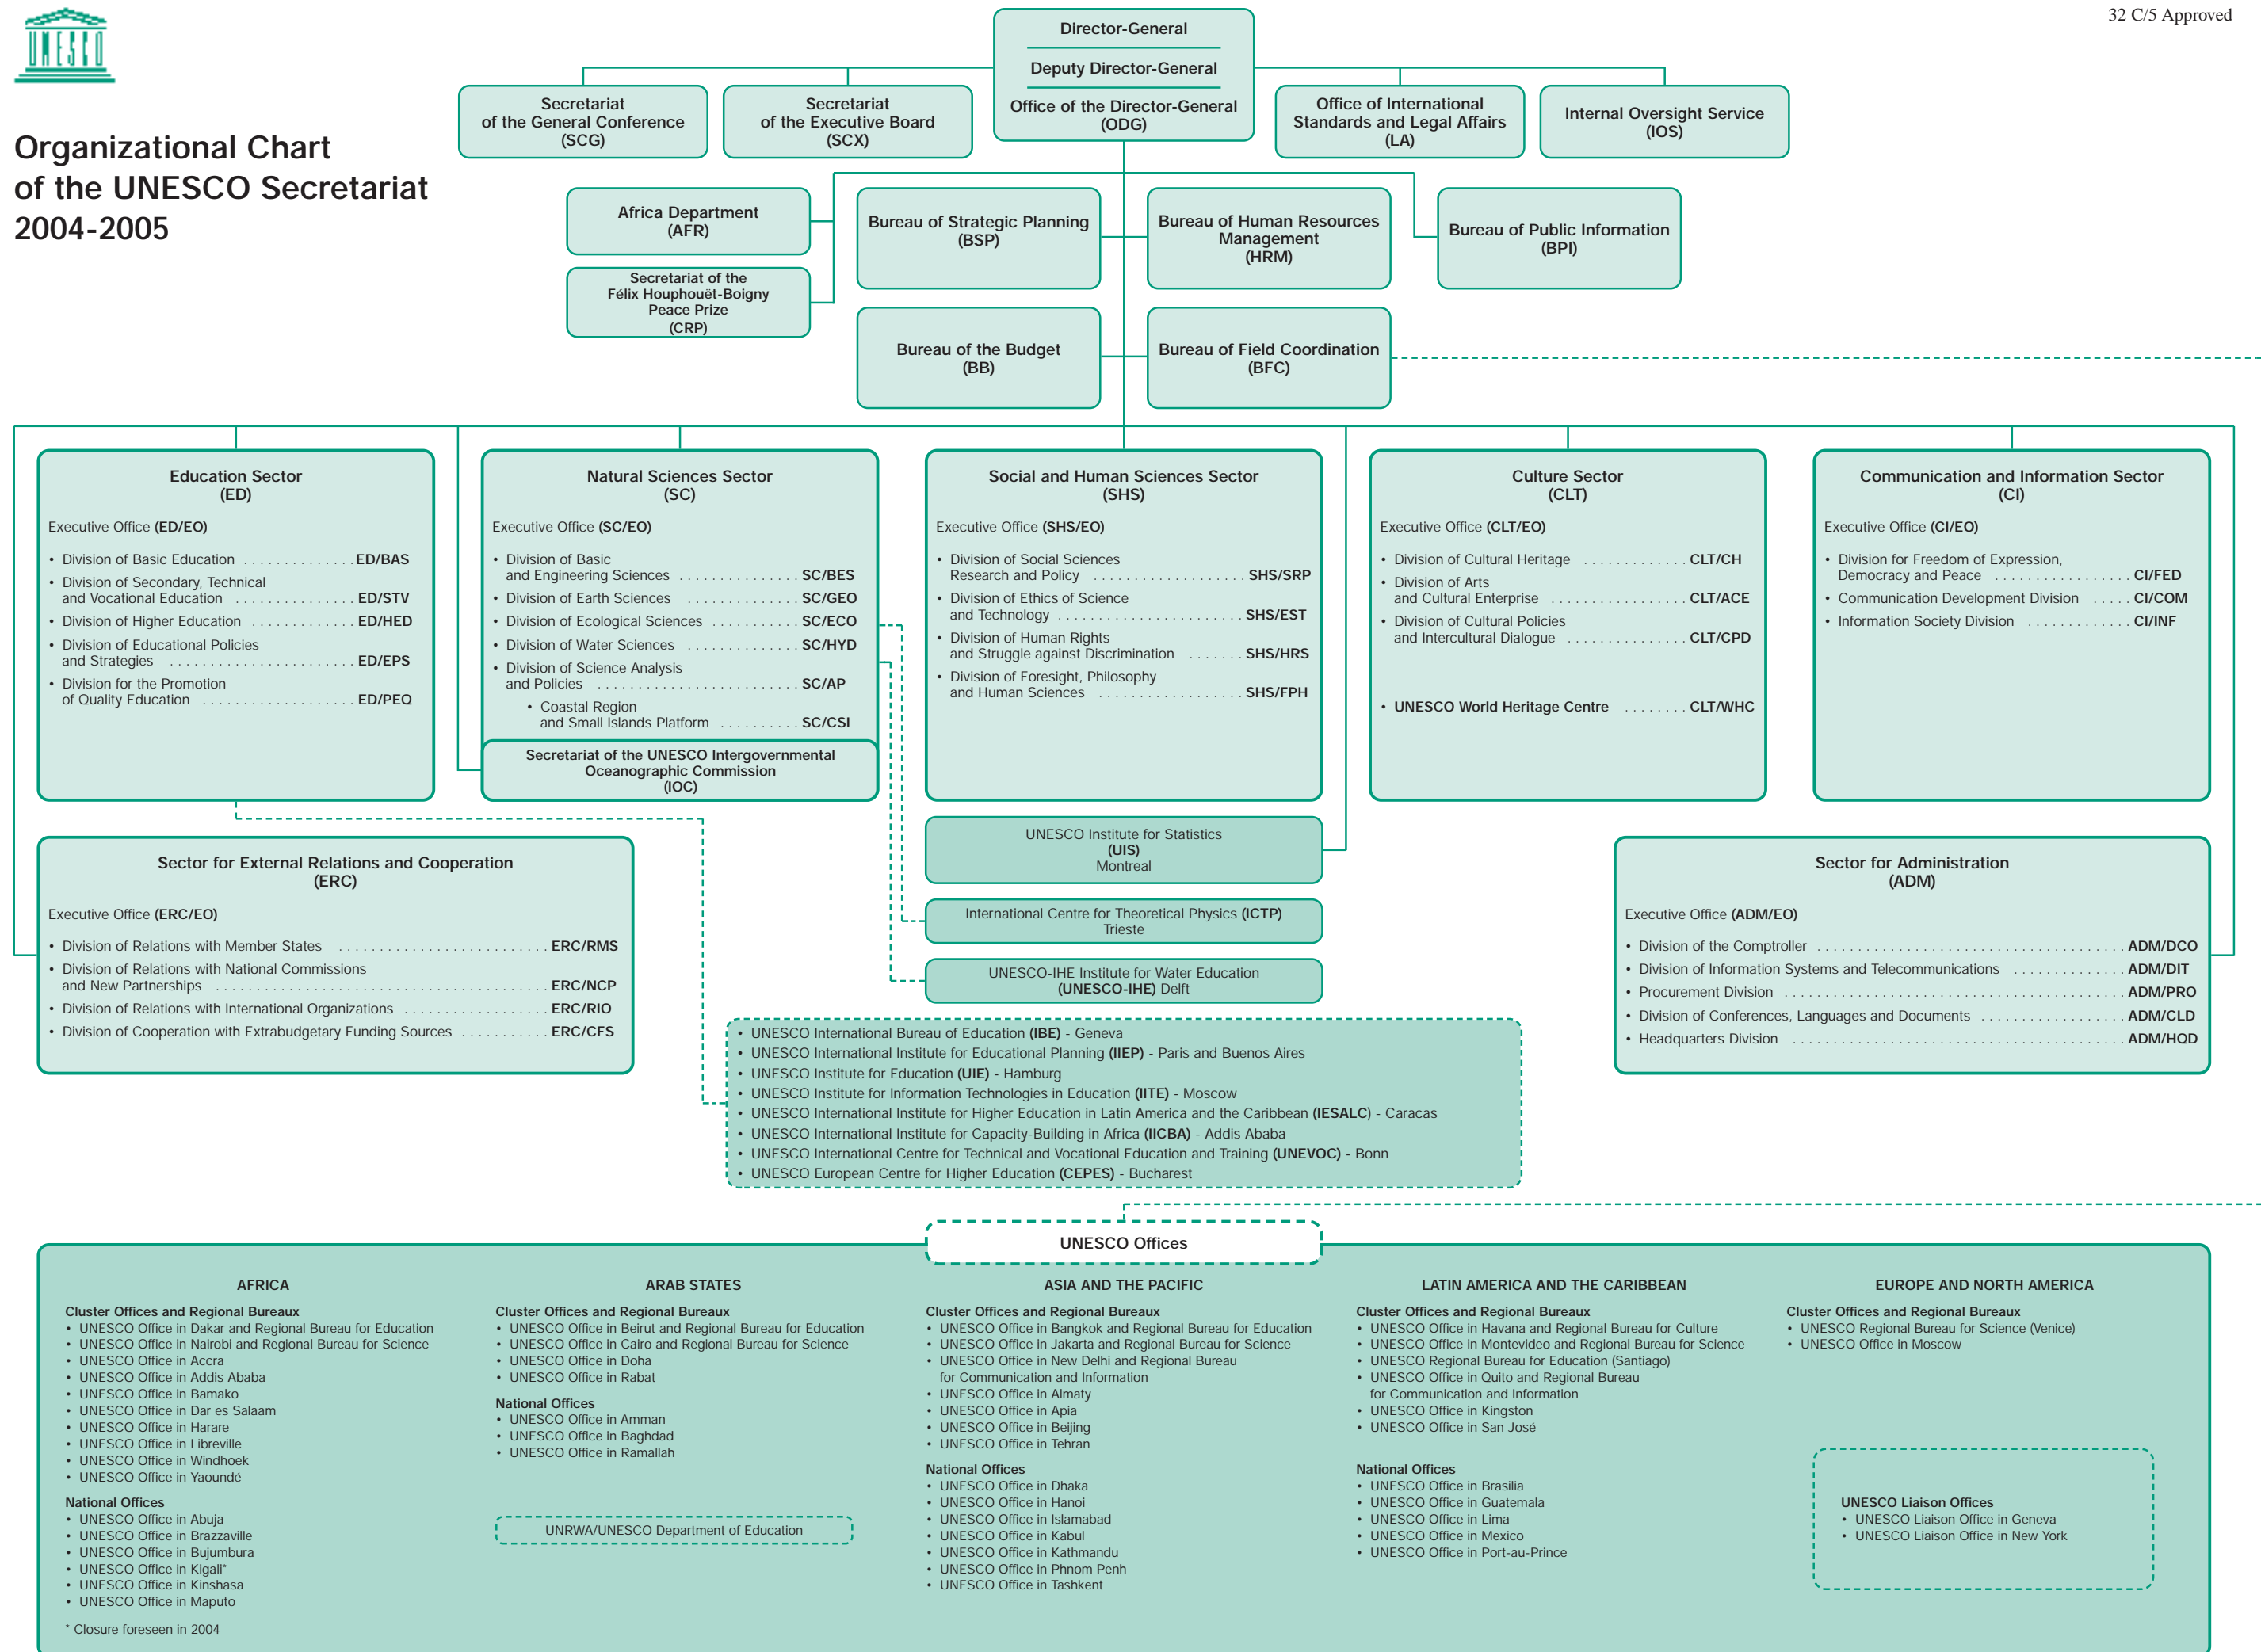 32 C/5 Approved
UNESCO
Organizational Chart
of the UNESCO Secretariat
2004-2005
Director-General
Deputy Director-General
Office of the Director-General
(ODG)
Secretariat
of the General Conference
(SCG)
Secretariat
of the Executive Board
(SCX)
Office of International
Standards and Legal Affairs
(LA)
Internal Oversight Service
(IOS)
Africa Department
(AFR)
Secretariat of the
Félix Houphouët-Boigny
Peace Prize
(CRP)
Bureau of Strategic Planning
(BSP)
Bureau of Human Resources
Management
(HRM)
Bureau of Public Information
(BPI)
Bureau of the Budget
(BB)
Bureau of Field Coordination
(BFC)
Education Sector
(ED)
Executive Office (ED/EO)
• Division of Basic Education . . . . . . . . . . . . . . ED/BAS
• Division of Secondary, Technical
and Vocational Education . . . . . . . . . . . . . . . ED/STV
• Division of Higher Education . . . . . . . . . . . . . ED/HED
• Division of Educational Policies
and Strategies . . . . . . . . . . . . . . . . . . . . . . . ED/EPS
• Division for the Promotion
of Quality Education . . . . . . . . . . . . . . . . . . . ED/PEQ
Natural Sciences Sector
(SC)
Executive Office (SC/EO)
• Division of Basic
and Engineering Sciences . . . . . . . . . . . . . . . SC/BES
• Division of Earth Sciences . . . . . . . . . . . . . . SC/GEO
• Division of Ecological Sciences . . . . . . . . . . . . SC/ECO
• Division of Water Sciences . . . . . . . . . . . . . . SC/HYD
• Division of Science Analysis
and Policies . . . . . . . . . . . . . . . . . . . . . . . . . SC/AP
• Coastal Region
and Small Islands Platform . . . . . . . . . . SC/CSI
Secretariat of the UNESCO Intergovernmental
Oceanographic Commission
(IOC)
Social and Human Sciences Sector
(SHS)
Executive Office (SHS/EO)
• Division of Social Sciences
Research and Policy . . . . . . . . . . . . . . . . . . . SHS/SRP
• Division of Ethics of Science
and Technology . . . . . . . . . . . . . . . . . . . . . . . SHS/EST
• Division of Human Rights
and Struggle against Discrimination . . . . . . . SHS/HRS
• Division of Foresight, Philosophy
and Human Sciences . . . . . . . . . . . . . . . . . . SHS/FPH
Culture Sector
(CLT)
Executive Office (CLT/EO)
• Division of Cultural Heritage . . . . . . . . . . . . . CLT/CH
• Division of Arts
and Cultural Enterprise . . . . . . . . . . . . . . . . . CLT/ACE
• Division of Cultural Policies
and Intercultural Dialogue . . . . . . . . . . . . . . . CLT/CPD
• UNESCO World Heritage Centre . . . . . . . . CLT/WHC
Communication and Information Sector
(CI)
Executive Office (CI/EO)
• Division for Freedom of Expression,
Democracy and Peace . . . . . . . . . . . . . . . . . CI/FED
• Communication Development Division . . . . . CI/COM
• Information Society Division . . . . . . . . . . . . . CI/INF
Sector for External Relations and Cooperation
(ERC)
Executive Office (ERC/EO)
• Division of Relations with Member States . . . . . . . . . . . . . . . . . . . . . . . . . . ERC/RMS
• Division of Relations with National Commissions
and New Partnerships . . . . . . . . . . . . . . . . . . . . . . . . . . . . . . . . . . . . . . . . . ERC/NCP
• Division of Relations with International Organizations . . . . . . . . . . . . . . . . . . ERC/RIO
• Division of Cooperation with Extrabudgetary Funding Sources . . . . . . . . . . . ERC/CFS
UNESCO Institute for Statistics
(UIS)
Montreal
International Centre for Theoretical Physics (ICTP)
Trieste
UNESCO-IHE Institute for Water Education
(UNESCO-IHE) Delft
Sector for Administration
(ADM)
Executive Office (ADM/EO)
• Division of the Comptroller . . . . . . . . . . . . . . . . . . . . . . . . . . . . . . . . . . . . . . ADM/DCO
• Division of Information Systems and Telecommunications . . . . . . . . . . . . . . ADM/DIT
• Procurement Division . . . . . . . . . . . . . . . . . . . . . . . . . . . . . . . . . . . . . . . . . . ADM/PRO
• Division of Conferences, Languages and Documents . . . . . . . . . . . . . . . . . . ADM/CLD
• Headquarters Division . . . . . . . . . . . . . . . . . . . . . . . . . . . . . . . . . . . . . . . . . ADM/HQD
• UNESCO International Bureau of Education (IBE) - Geneva
• UNESCO International Institute for Educational Planning (IIEP) - Paris and Buenos Aires
• UNESCO Institute for Education (UIE) - Hamburg
• UNESCO Institute for Information Technologies in Education (IITE) - Moscow
• UNESCO International Institute for Higher Education in Latin America and the Caribbean (IESALC) - Caracas
• UNESCO International Institute for Capacity-Building in Africa (IICBA) - Addis Ababa
• UNESCO International Centre for Technical and Vocational Education and Training (UNEVOC) - Bonn
• UNESCO European Centre for Higher Education (CEPES) - Bucharest
UNESCO Offices
AFRICA
Cluster Offices and Regional Bureaux
• UNESCO Office in Dakar and Regional Bureau for Education
• UNESCO Office in Nairobi and Regional Bureau for Science
• UNESCO Office in Accra
• UNESCO Office in Addis Ababa
• UNESCO Office in Bamako
• UNESCO Office in Dar es Salaam
• UNESCO Office in Harare
• UNESCO Office in Libreville
• UNESCO Office in Windhoek
• UNESCO Office in Yaoundé
National Offices
• UNESCO Office in Abuja
• UNESCO Office in Brazzaville
• UNESCO Office in Bujumbura
• UNESCO Office in Kigali*
• UNESCO Office in Kinshasa
• UNESCO Office in Maputo
* Closure foreseen in 2004
ARAB STATES
Cluster Offices and Regional Bureaux
• UNESCO Office in Beirut and Regional Bureau for Education
• UNESCO Office in Cairo and Regional Bureau for Science
• UNESCO Office in Doha
• UNESCO Office in Rabat
National Offices
• UNESCO Office in Amman
• UNESCO Office in Baghdad
• UNESCO Office in Ramallah
UNRWA/UNESCO Department of Education
ASIA AND THE PACIFIC
Cluster Offices and Regional Bureaux
• UNESCO Office in Bangkok and Regional Bureau for Education
• UNESCO Office in Jakarta and Regional Bureau for Science
• UNESCO Office in New Delhi and Regional Bureau
for Communication and Information
• UNESCO Office in Almaty
• UNESCO Office in Apia
• UNESCO Office in Beijing
• UNESCO Office in Tehran
National Offices
• UNESCO Office in Dhaka
• UNESCO Office in Hanoi
• UNESCO Office in Islamabad
• UNESCO Office in Kabul
• UNESCO Office in Kathmandu
• UNESCO Office in Phnom Penh
• UNESCO Office in Tashkent
LATIN AMERICA AND THE CARIBBEAN
Cluster Offices and Regional Bureaux
• UNESCO Office in Havana and Regional Bureau for Culture
• UNESCO Office in Montevideo and Regional Bureau for Science
• UNESCO Regional Bureau for Education (Santiago)
• UNESCO Office in Quito and Regional Bureau
for Communication and Information
• UNESCO Office in Kingston
• UNESCO Office in San José
National Offices
• UNESCO Office in Brasilia
• UNESCO Office in Guatemala
• UNESCO Office in Lima
• UNESCO Office in Mexico
• UNESCO Office in Port-au-Prince
EUROPE AND NORTH AMERICA
Cluster Offices and Regional Bureaux
• UNESCO Regional Bureau for Science (Venice)
• UNESCO Office in Moscow
UNESCO Liaison Offices
• UNESCO Liaison Office in Geneva
• UNESCO Liaison Office in New York